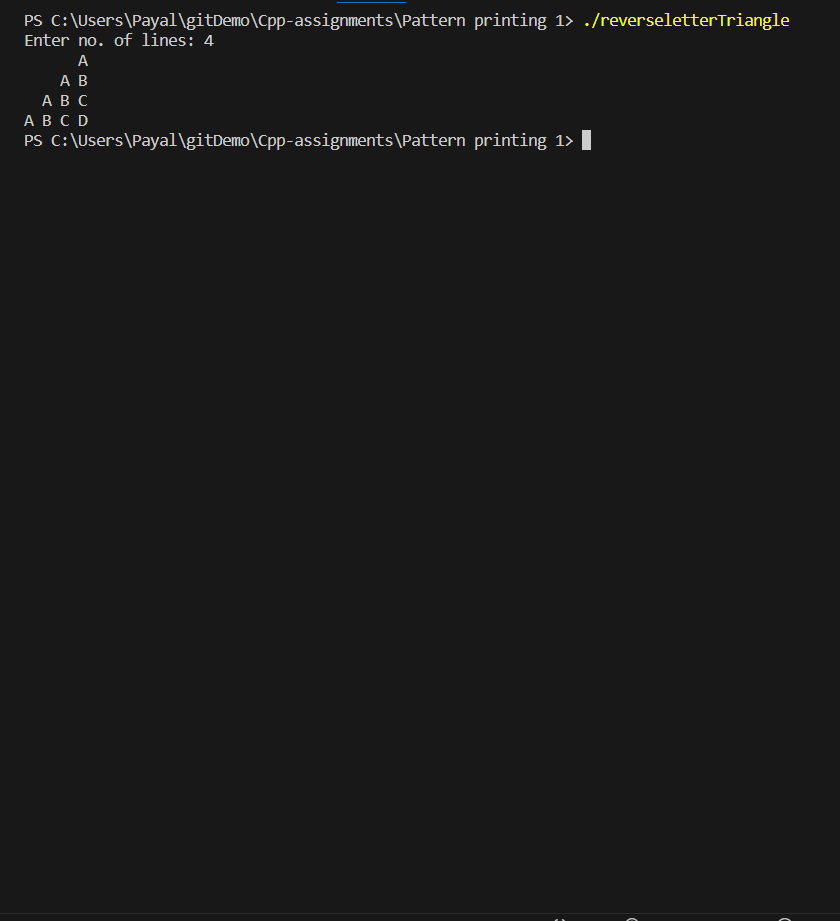 PS C:\Users\Payal\gitDemo\Cpp-assignments\Pattern printing 1> ./reverseletterTriangle
Enter no. of lines: 4
      A
    A B
  A B C
A B C D
PS C:\Users\Payal\gitDemo\Cpp-assignments\Pattern printing 1>